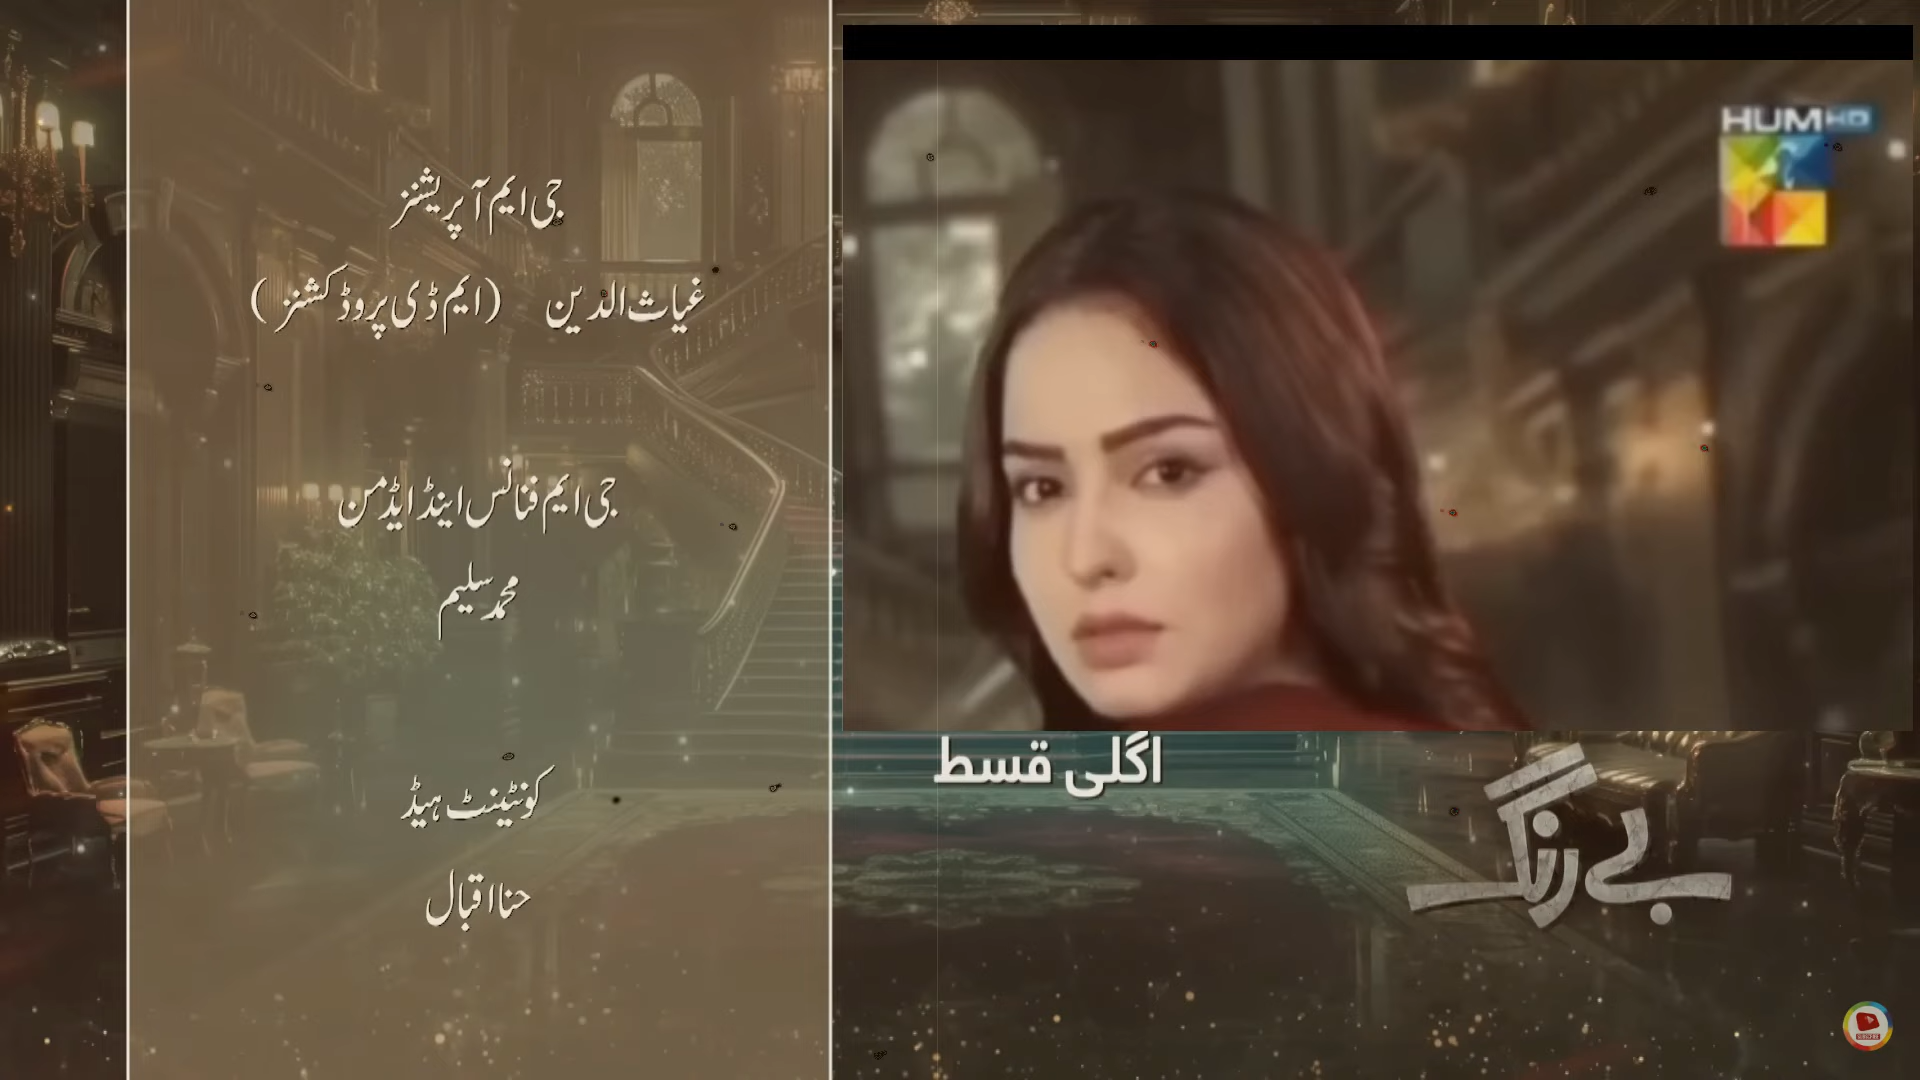 جی ایم آپریشنز
غیاث الدین (ایم ڈی پروڈکشنز)
جی ایم فنانس اینڈ ایڈمن
محمد سلیم
کونٹینٹ ہیڈ
حنا اقبال
HUM HD
اگلی قسط
بے رنگ